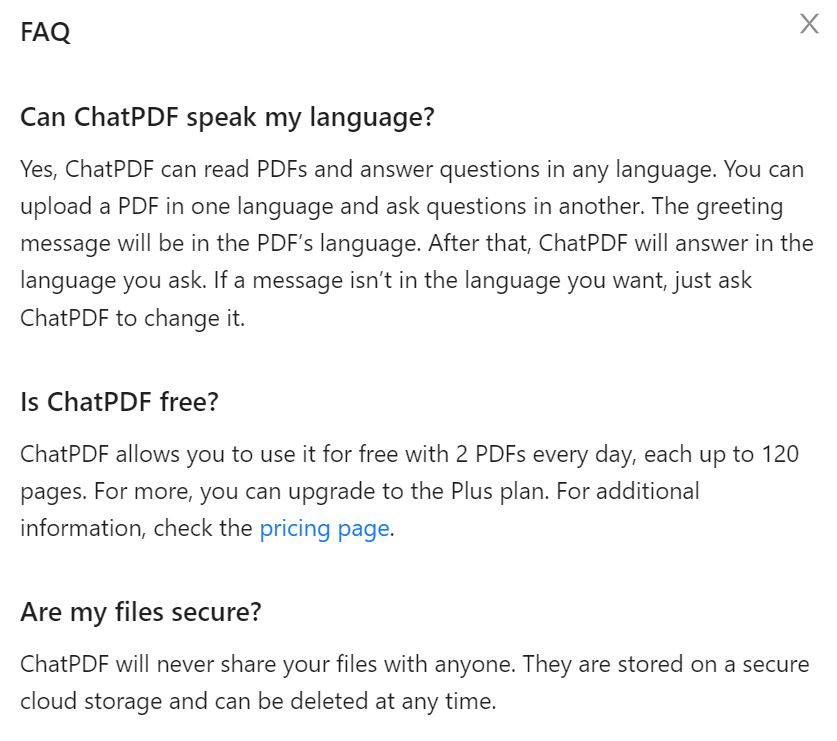 FAQ
Can ChatPDF speak my language?
Yes, ChatPDF can read PDFs and answer questions in any language. You can
upload a PDF in one language and ask questions in another. The greeting
message will be in the PDF’s language. After that, ChatPDF will answer in the
language you ask. If a message isn’t in the language you want, just ask
ChatPDF to change it.
Is ChatPDF free?
ChatPDF allows you to use it for free with 2 PDFs every day, each up to 120
pages. For more, you can upgrade to the Plus plan. For additional
information, check the pricing page.
Are my files secure?
ChatPDF will never share your files with anyone. They are stored on a secure
cloud storage and can be deleted at any time.